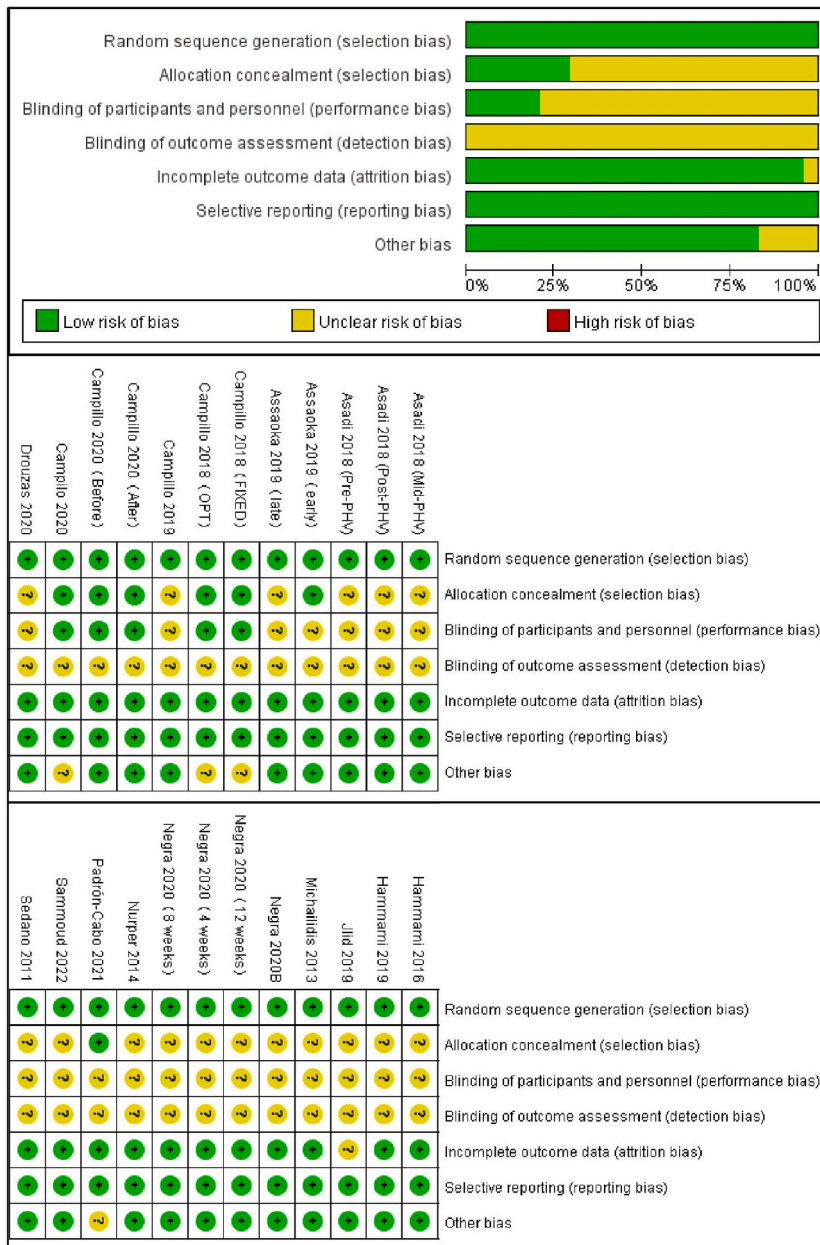 Random sequence generation (selection bias)
Allocation concealment (selection bias)
Blinding of participants and personnel (performance bias)
Blinding of outcome assessment (detection bias)
Incomplete outcome data (attrition bias)
Selective reporting (reporting bias)
Other bias
0% 25% 50% 75% 100%
Low risk of bias Unclear risk of bias High risk of bias
Drouzas 2020
Campilo 2020
Campillo 2020 (Before)
Campillo 2020 (After)
Campillo 2019
Campillo 2018 (OPT)
Campillo 2018 (FIXED)
Assaoka 2019 (late)
Assaoka 2019 (early)
Asadi 2018 (Pre-PHV)
Asadi 2018 (Post-PHV)
Asadi 2018 (Mid-PHV)
+ + + + + + + + + + + + Random sequence generation (selection bias)
? + + + ? + + ? + ? ? ? Allocation concealment (selection bias)
? + + + ? + + ? ? ? ? ? Blinding of participants and personnel (performance bias)
? ? ? ? ? ? ? ? ? ? ? ? Blinding of outcome assessment (detection bias)
+ + + + + + + + + + + + Incomplete outcome data (attrition bias)
+ + + + + + + + + + + + Selective reporting (reporting bias)
+ ? + + + ? ? + + + + + Other bias
Sedano 2011
Sammoud 2022
Padrón-Cabo 2021
Nurper 2014
Negra 2020 (8 weeks)
Negra 2020 (4 weeks)
Negra 2020 (12 weeks)
Negra 2020B
Michailidis 2013
Jlid 2019
Hammami 2019
Hammami 2016
+ + + + + + + + + + + + Random sequence generation (selection bias)
? ? + ? ? ? ? ? ? ? ? ? Allocation concealment (selection bias)
? ? ? ? ? ? ? ? ? ? ? ? Blinding of participants and personnel (performance bias)
? ? ? ? ? ? ? ? ? ? ? ? Blinding of outcome assessment (detection bias)
+ + + + + + + + + ? + + Incomplete outcome data (attrition bias)
+ + + + + + + + + + + + Selective reporting (reporting bias)
+ + ? + + + + + + + + + Other bias